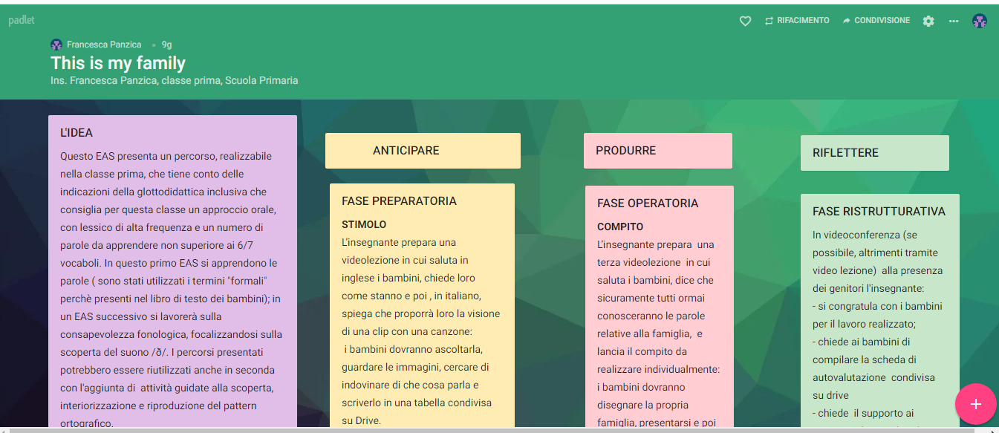 padlet
RIFACIMENTO
CONDIVISIONE
Francesca Panzica • 9g
This is my family
Ins. Francesca Panzica, classe prima, Scuola Primaria
L'IDEA
Questo EAS presenta un percorso, realizzabile
nella classe prima, che tiene conto delle
indicazioni della glottodidattica inclusiva che
consiglia per questa classe un approccio orale,
con lessico di alta frequenza e un numero di
parole da apprendere non superiore ai 6/7
vocaboli. In questo primo EAS si apprendono le
parole ( sono stati utilizzati i termini "formali"
perchè presenti nel libro di testo dei bambini); in
un EAS successivo si lavorerà sulla
consapevolezza fonologica, focalizzandosi sulla
scoperta del suono /ð/. I percorsi presentati
potrebbero essere riutilizzati anche in seconda
con l'aggiunta di  attività guidate alla scoperta,
interiorizzazione e riproduzione del pattern
ortografico.
ANTICIPARE
FASE PREPARATORIA
STIMOLO
L'insegnante prepara una
videolezione in cui saluta in
inglese i bambini, chiede loro
come stanno e poi , in italiano,
spiega che proporrà loro la visione
di una clip con una canzone:
i bambini dovranno ascoltarla,
guardare le immagini, cercare di
indovinare di che cosa parla e
scriverlo in una tabella condivisa
su Drive.
PRODURRE
FASE OPERATORIA
COMPITO
L'insegnante prepara  una
terza videolezione  in cui
saluta i bambini, dice che
sicuramente tutti ormai
conosceranno le parole
relative alla famiglia,  e
lancia il compito da
realizzare individualmente:
i bambini dovranno
disegnare la propria
famiglia, presentarsi e poi
RIFLETTERE
FASE RISTRUTTURATIVA
In videoconferenza (se
possibile, altrimenti tramite
video lezione)  alla presenza
dei genitori l'insegnante:
- si congratula con i bambini
per il lavoro realizzato;
- chiede ai bambini di
compilare la scheda di
autovalutazione  condivisa
su drive
- chiede  il supporto ai